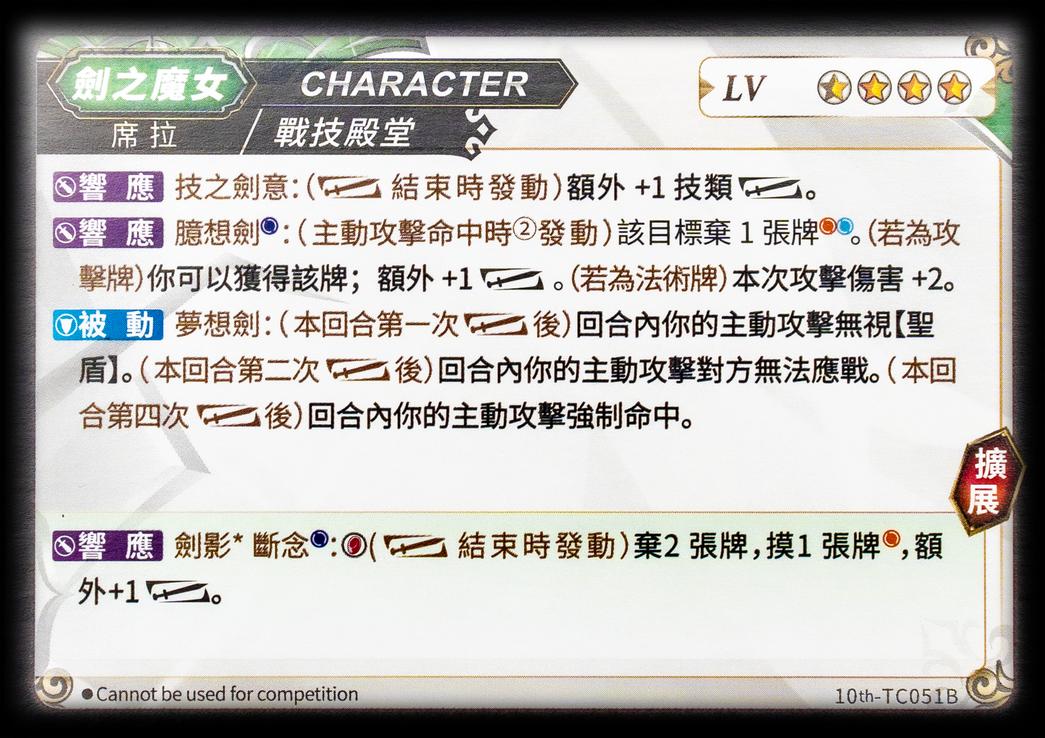 劍之魔女 CHARACTER LV
席拉 戰技殿堂
響應 技之劍意:(結束時發動)額外 +1 技類。
響應 臆想劍:(主動攻擊命中時②發動)該目標棄 1 張牌。(若為攻
擊牌)你可以獲得該牌;額外 +1。(若為法術牌)本次攻擊傷害 +2。
被動 夢想劍:(本回合第一次後)回合內你的主動攻擊無視【聖
盾】。(本回合第二次後)回合內你的主動攻擊對方無法應戰。(本回
合第四次後)回合內你的主動攻擊強制命中。
擴展
響應 劍影* 斷念:(結束時發動)棄2 張牌,摸1 張牌,額
外+1。
●Cannot be used for competition 10th-TC051B